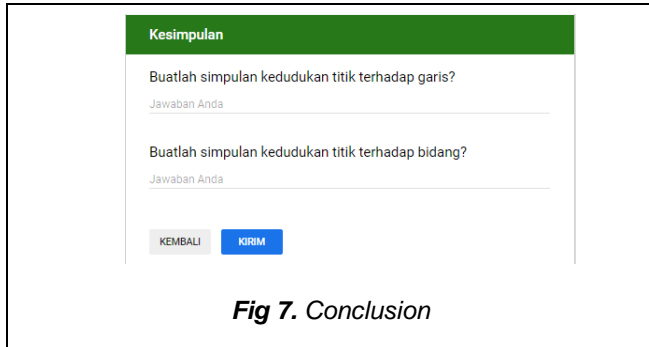 Kesimpulan
Buatlah simpulan kedudukan titik terhadap garis?
Jawaban Anda
Buatlah simpulan kedudukan titik terhadap bidang?
Jawaban Anda
KEMBALI KIRIM
Fig 7. Conclusion